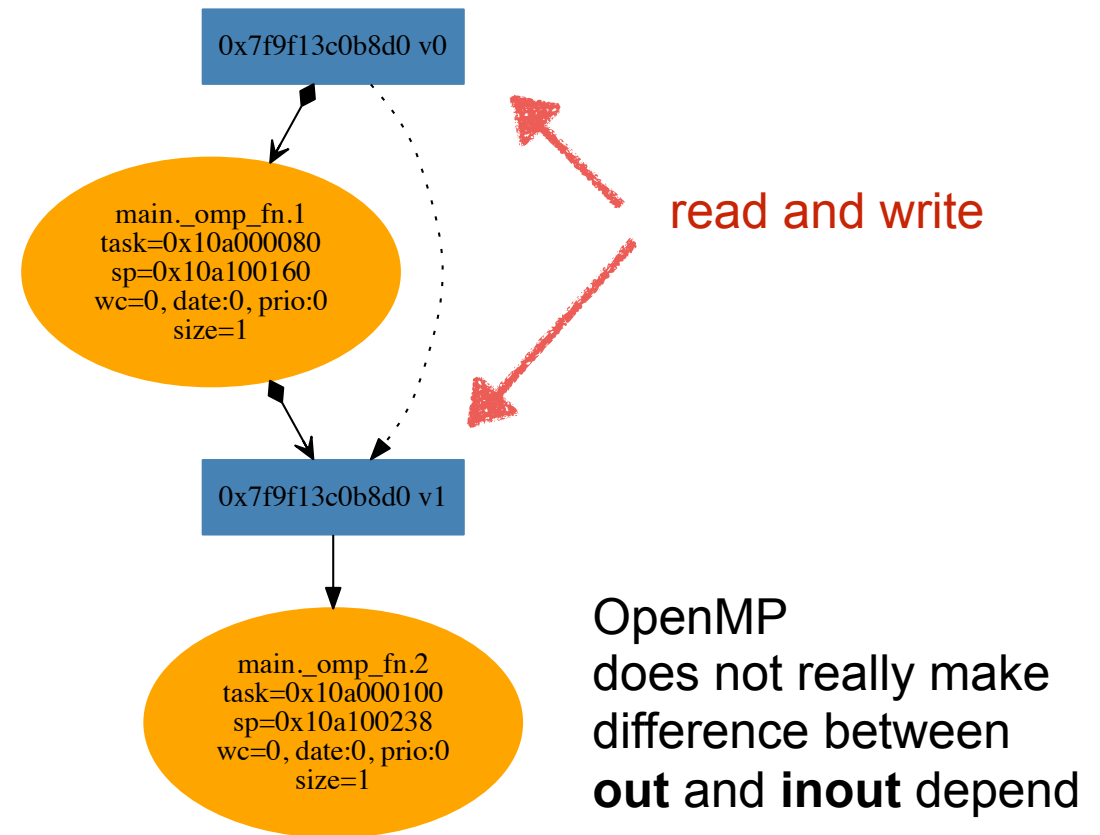 0x7f9f13c0b8d0 v0
main._omp_fn.1
task=0x10a000080
sp=0x10a100160
wc=0, date:0, prio:0
size=1
read and write
0x7f9f13c0b8d0 v1
main._omp_fn.2
task=0x10a000100
sp=0x10a100238
wc=0, date:0, prio:0
size=1
OpenMP
does not really make
difference between
out and inout depend